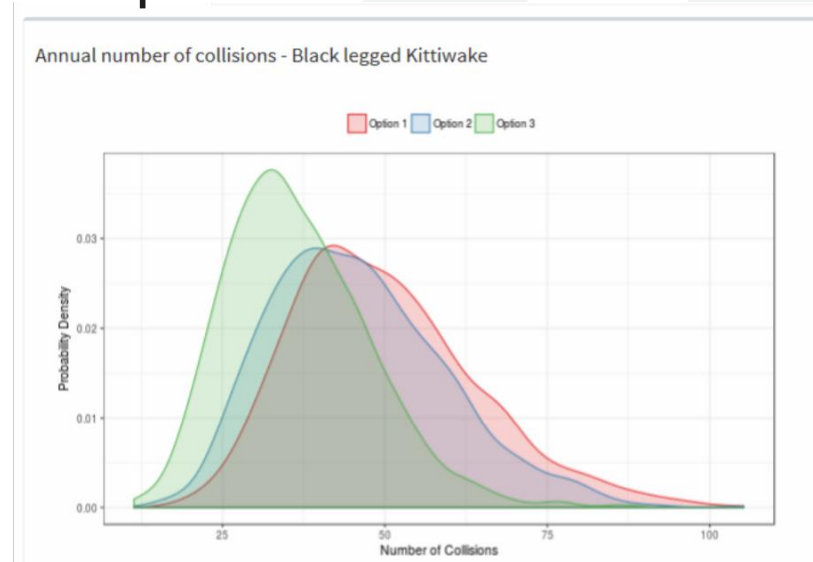 Annual number of collisions - Black legged Kittiwake
Option 1 Option 2 Option 3
0.03
0.02
0.01
0.00
Probability Density
25 50 75 100
Number of Collisions